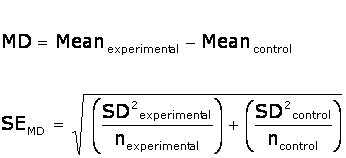 MD = Mean experimental − Mean control
SE MD = √((SD² experimental / n experimental) + (SD² control / n control))